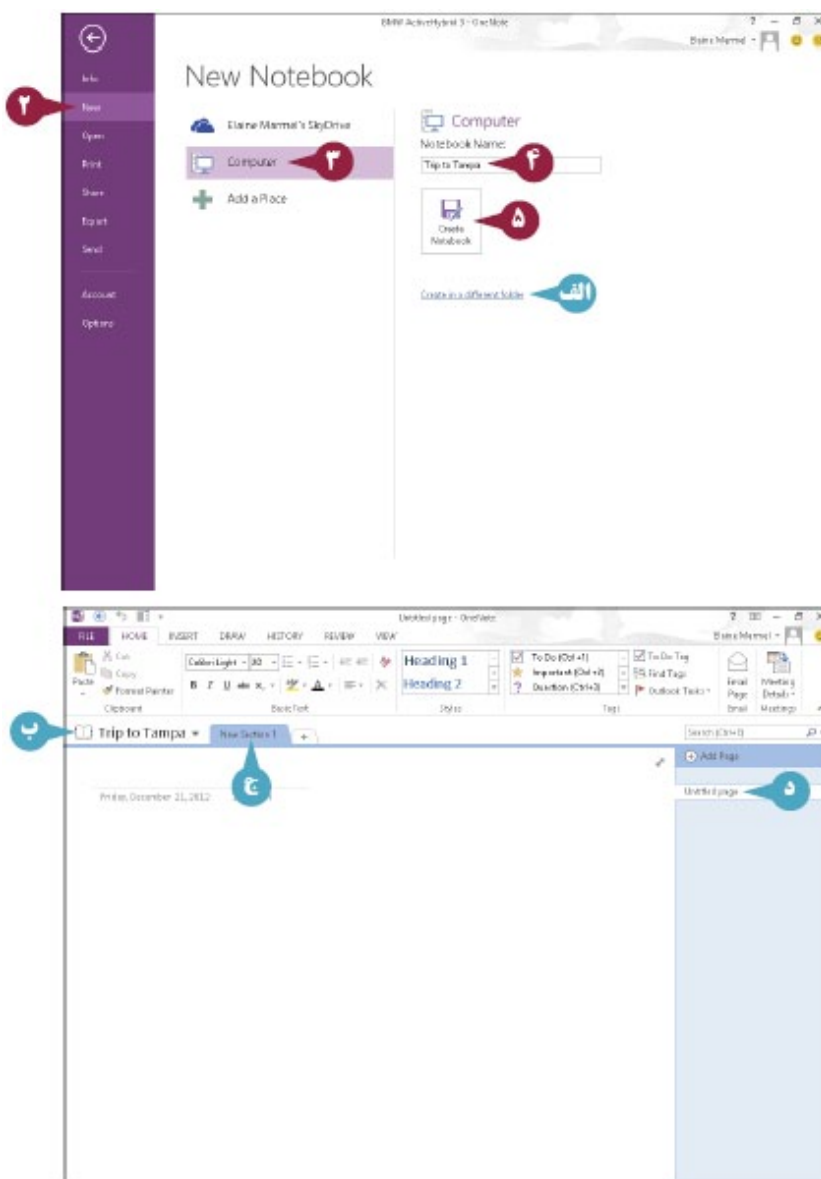 BMW ActiveHybrid 3 - OneNote
Elaine Marmel
Info
New
Open
Print
Share
Export
Send
Account
Options
۲
New Notebook
Elaine Marmel's SkyDrive
Computer
۳
Add a Place
Computer
Notebook Name:
Trip to Tampa
۴
Create
Notebook
۵
Create in a different folder
الف
Untitled page - OneNote
FILE HOME INSERT DRAW HISTORY REVIEW VIEW
Elaine Marmel
Paste
Cut
Copy
Format Painter
Clipboard
Calibri Light 20
B I U abc
Basic Text
Heading 1
Heading 2
Styles
To Do (Ctrl+1)
Important (Ctrl+2)
Question (Ctrl+3)
To Do Tag
Find Tags
Outlook Tasks
Tags
Email
Page
Email
Meeting
Details
Meetings
ب
Trip to Tampa
New Section 1
ج
Search (Ctrl+E)
Add Page
Untitled page
د
Friday, December 21, 2012